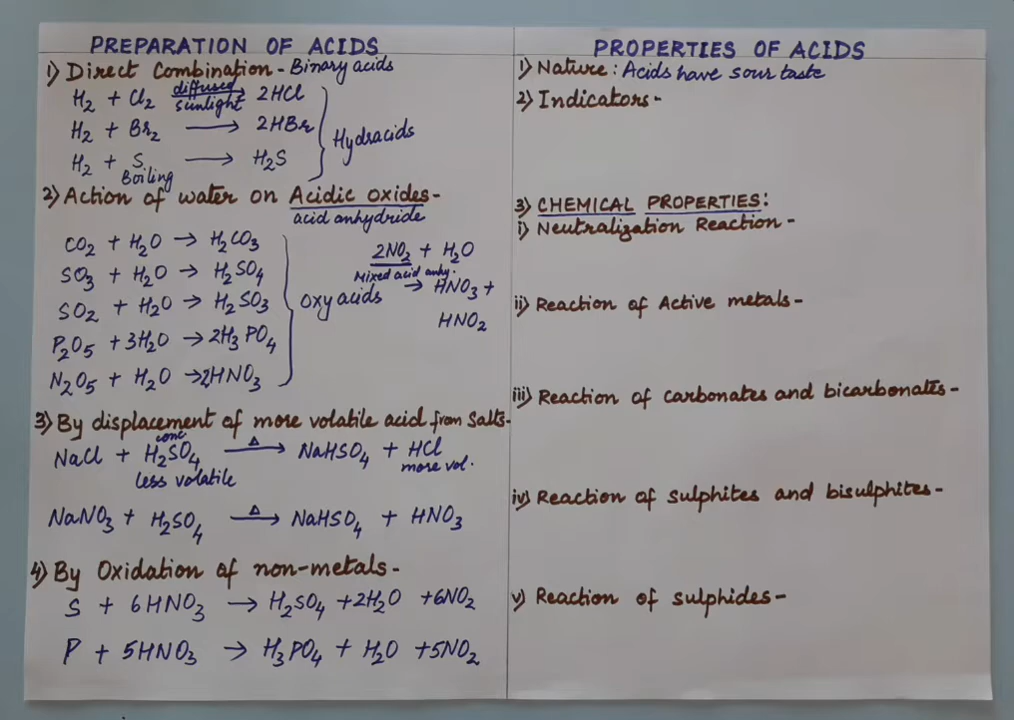 PREPARATION OF ACIDS
1) Direct Combination - Binary acids
H₂ + Cl₂ diffused sunlight → 2HCl
H₂ + Br₂ → 2HBr
H₂ + S → H₂S
Boiling
Hydracids
2) Action of water on Acidic oxides-
acid anhydride
CO₂ + H₂O → H₂CO₃
SO₃ + H₂O → H₂SO₄
SO₂ + H₂O → H₂SO₃
P₂O₅ + 3H₂O → 2H₃PO₄
N₂O₅ + H₂O → 2HNO₃
Oxyacids
2NO₂ + H₂O
Mixed acid anhy.
→ HNO₃ +
HNO₂
3) By displacement of more volatile acid from Salts-
conc
NaCl + H₂SO₄ Δ→ NaHSO₄ + HCl
less volatile more vol.
NaNO₃ + H₂SO₄ Δ→ NaHSO₄ + HNO₃
4) By Oxidation of non-metals-
S + 6HNO₃ → H₂SO₄ + 2H₂O + 6NO₂
P + 5HNO₃ → H₃PO₄ + H₂O + 5NO₂
PROPERTIES OF ACIDS
1) Nature: Acids have sour taste
2) Indicators-
3) CHEMICAL PROPERTIES:
i) Neutralization Reaction -
ii) Reaction of Active metals-
iii) Reaction of carbonates and bicarbonates-
iv) Reaction of sulphites and bisulphites-
v) Reaction of sulphides-